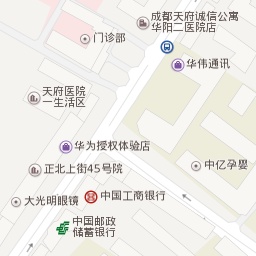 成都天府诚信公寓
华阳二医院店
门诊部
华伟通讯
天府医院
一生活区
华为授权体验店
正北上街45号院
中亿孕婴
大光明眼镜
中国工商银行
中国邮政
储蓄银行